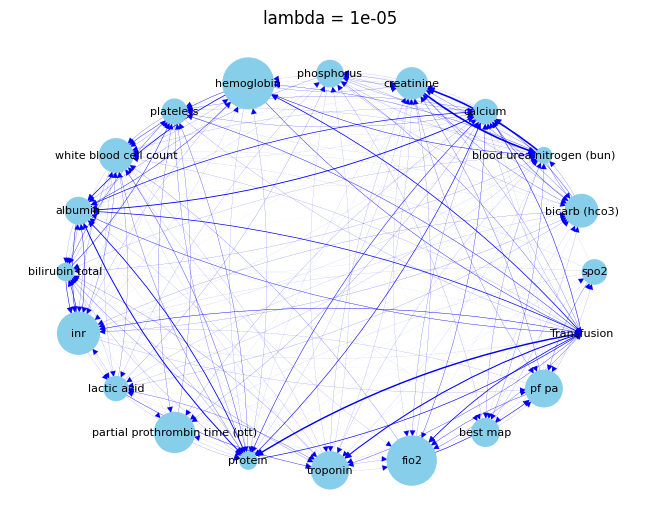 lambda = 1e-05
phosphorus
hemoglobin
creatinine
platelets
calcium
white blood cell count
blood urea nitrogen (bun)
albumin
bicarb (hco3)
bilirubin total
spo2
inr
Transfusion
lactic acid
pf pa
partial prothrombin time (ptt)
best map
protein
fio2
troponin